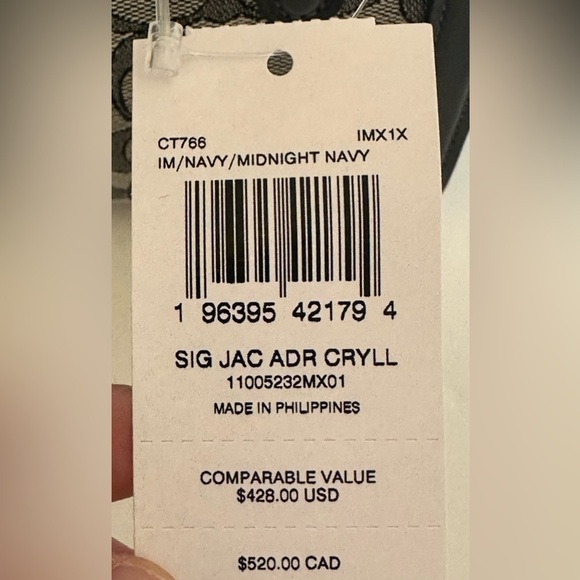 CT766 IMX1X
IM/NAVY/MIDNIGHT NAVY
1 96395 42179 4
SIG JAC ADR CRYLL
11005232MX01
MADE IN PHILIPPINES
COMPARABLE VALUE
$428.00 USD
$520.00 CAD